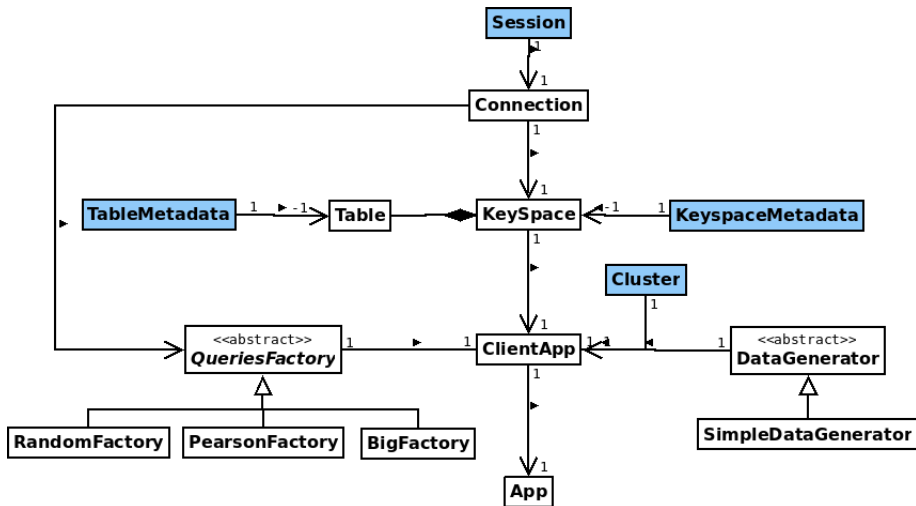 Session
1
1
Connection
1
1
TableMetadata
1
-1
Table
KeySpace
-1
1
KeyspaceMetadata
1
Cluster
1
1
<<abstract>>
QueriesFactory
1
1
ClientApp
1
-1
1
<<abstract>>
DataGenerator
1
RandomFactory
PearsonFactory
BigFactory
SimpleDataGenerator
1
App